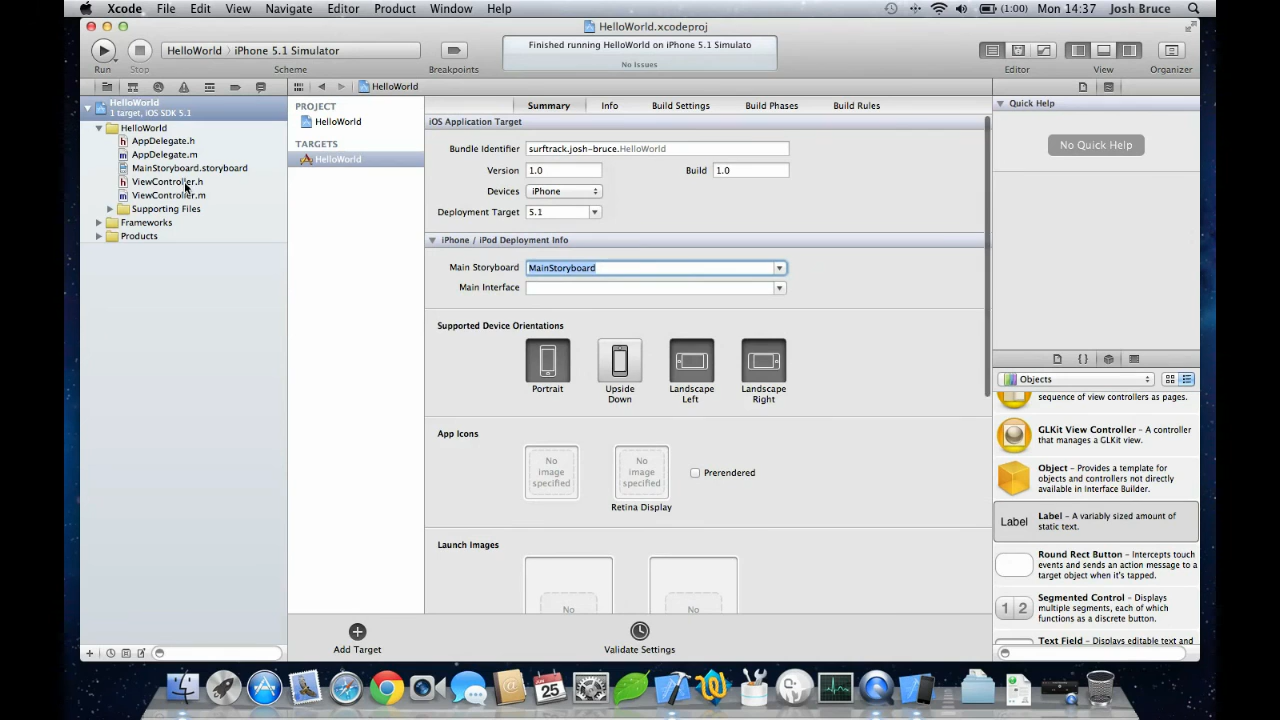 Xcode File Edit View Navigate Editor Product Window Help
(1:00) Mon 14:37 Josh Bruce
HelloWorld.xcodeproj
Run
Stop
HelloWorld
iPhone 5.1 Simulator
Scheme
Breakpoints
Finished running HelloWorld on iPhone 5.1 Simulato
No Issues
Editor
View
Organizer
HelloWorld
HelloWorld
1 target, iOS SDK 5.1
HelloWorld
AppDelegate.h
AppDelegate.m
MainStoryboard.storyboard
ViewController.h
ViewController.m
Supporting Files
Frameworks
Products
PROJECT
HelloWorld
TARGETS
HelloWorld
Add Target
Summary Info Build Settings Build Phases Build Rules
iOS Application Target
Bundle Identifier surftrack.josh-bruce.HelloWorld
Version 1.0 Build 1.0
Devices iPhone
Deployment Target 5.1
iPhone / iPod Deployment Info
Main Storyboard MainStoryboard
Main Interface
Supported Device Orientations
Portrait
Upside
Down
Landscape
Left
Landscape
Right
App Icons
No
image
specified
No
image
specified
Prerendered
Retina Display
Launch Images
No
No
Validate Settings
Quick Help
No Quick Help
Objects
sequence of view controllers as pages.
GLKit View Controller – A controller
that manages a GLKit view.
Object – Provides a template for
objects and controllers not directly
available in Interface Builder.
Label
Label – A variably sized amount of
static text.
Round Rect Button – Intercepts touch
events and sends an action message to a
target object when it's tapped.
1 2
Segmented Control – Displays
multiple segments, each of which
functions as a discrete button.
Text Field – Displays editable text and
JUN
25